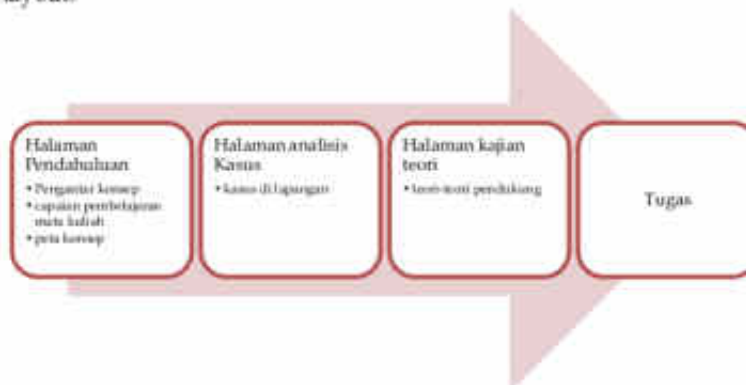 Halaman
Pendahuluan
• Pengantar konsep
• capaian pembelajaran
mata kuliah
• peta konsep
Halaman analisis
Kasus
• kasus di lapangan
Halaman kajian
teori
• teori-teori pendukung
Tugas